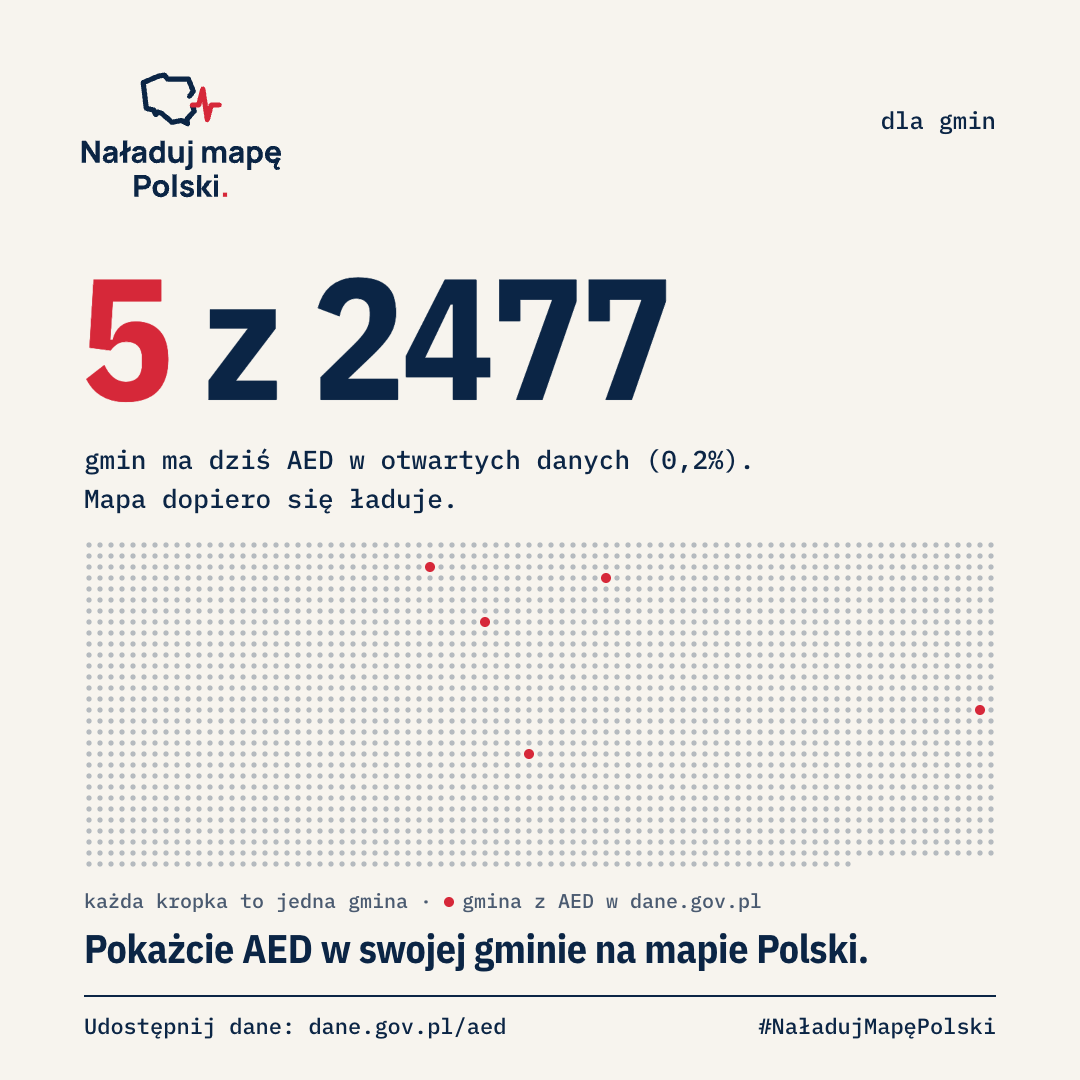 Naładuj mapę
Polski.
dla gmin
5 z 2477
gmin ma dziś AED w otwartych danych (0,2%).
Mapa dopiero się ładuje.
każda kropka to jedna gmina · gmina z AED w dane.gov.pl
Pokażcie AED w swojej gminie na mapie Polski.
Udostępnij dane: dane.gov.pl/aed
#NaładujMapęPolski